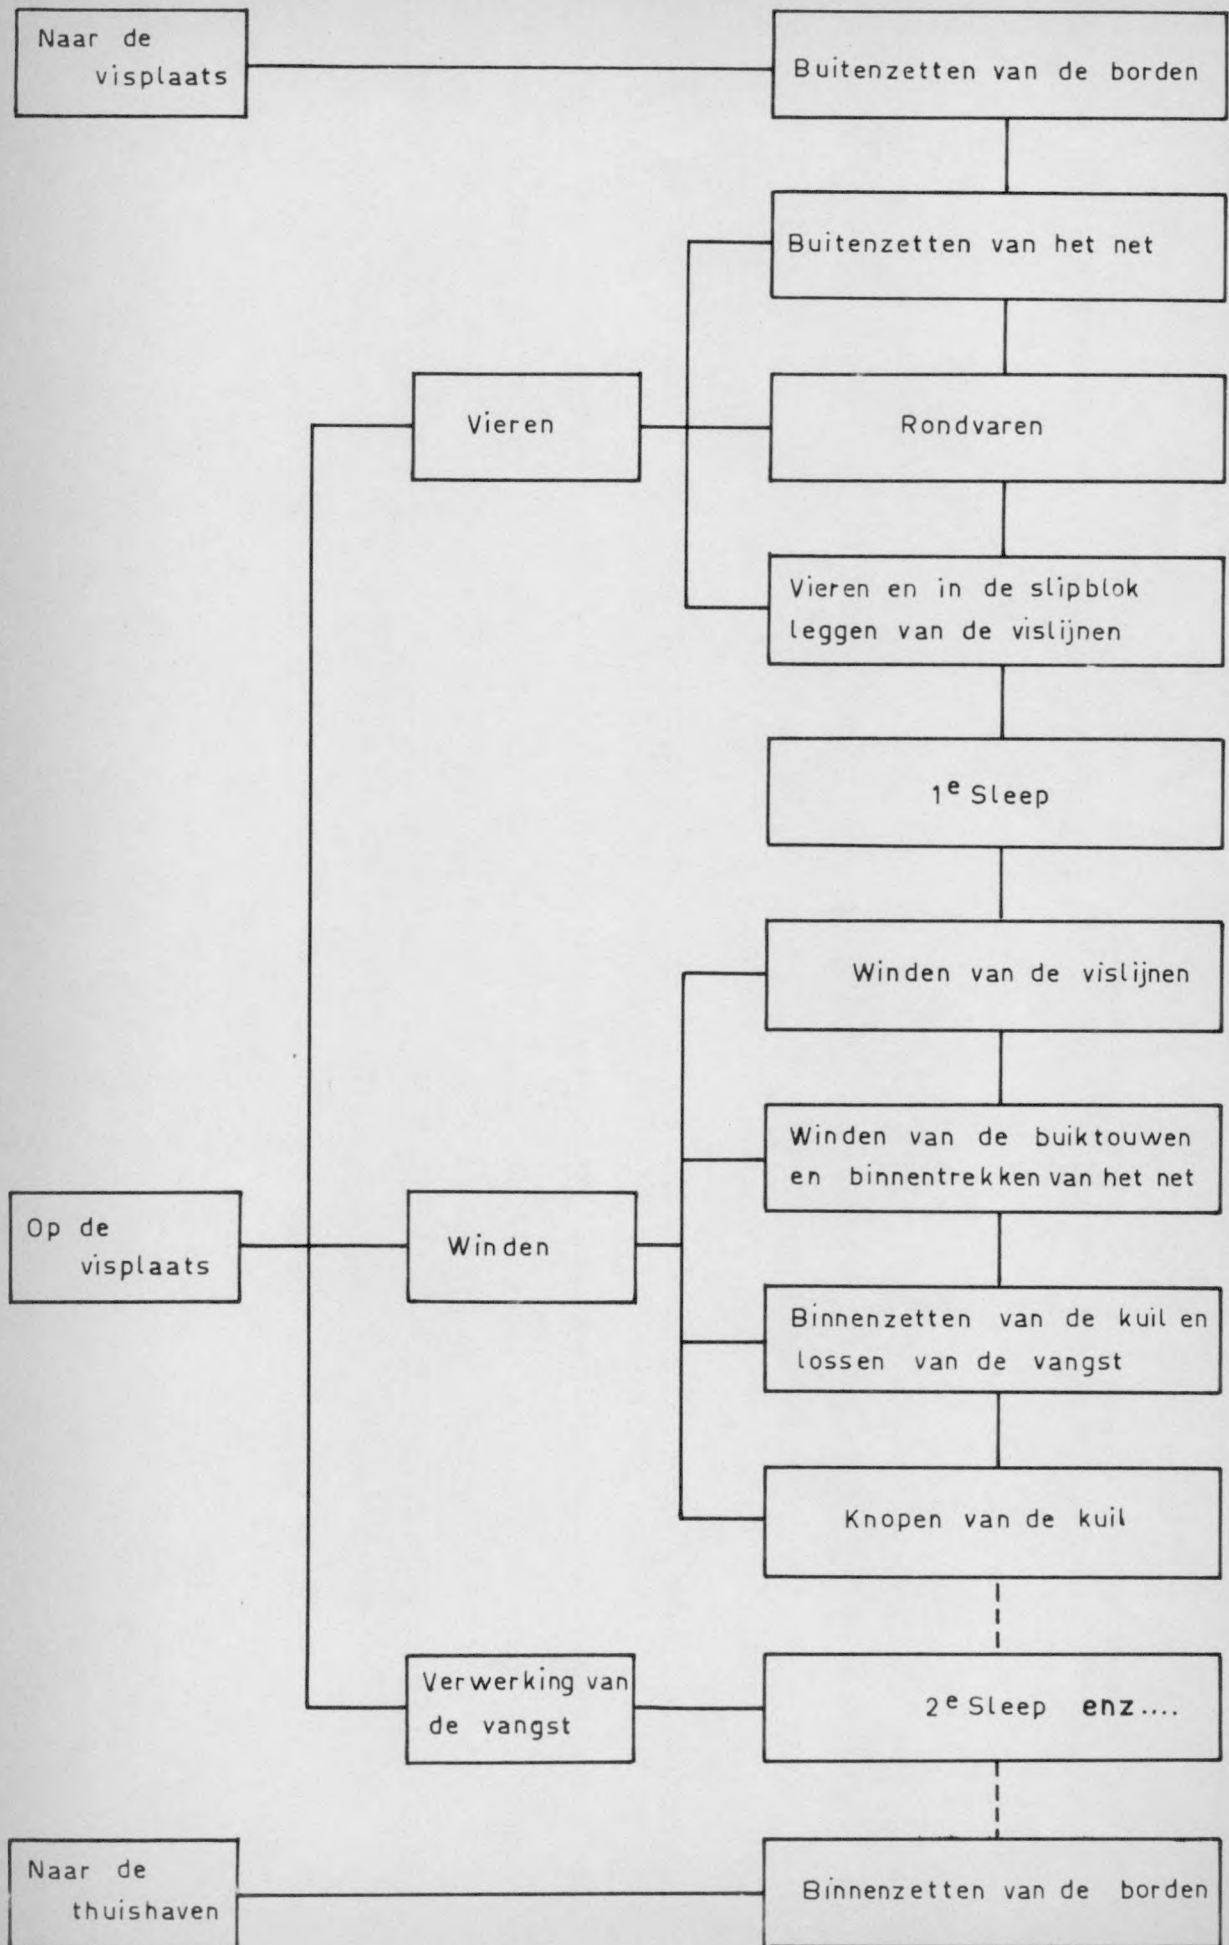 Naar de
visplaats
Buitenzetten van de borden
Buitenzetten van het net
Vieren
Rondvaren
Vieren en in de slipblok
leggen van de vislijnen
1e Sleep
Winden van de vislijnen
Winden van de buiktouwen
en binnentrekken van het net
Op de
visplaats
Winden
Binnenzetten van de kuil en
lossen van de vangst
Knopen van de kuil
Verwerking van
de vangst
2e Sleep enz....
Naar de
thuishaven
Binnenzetten van de borden